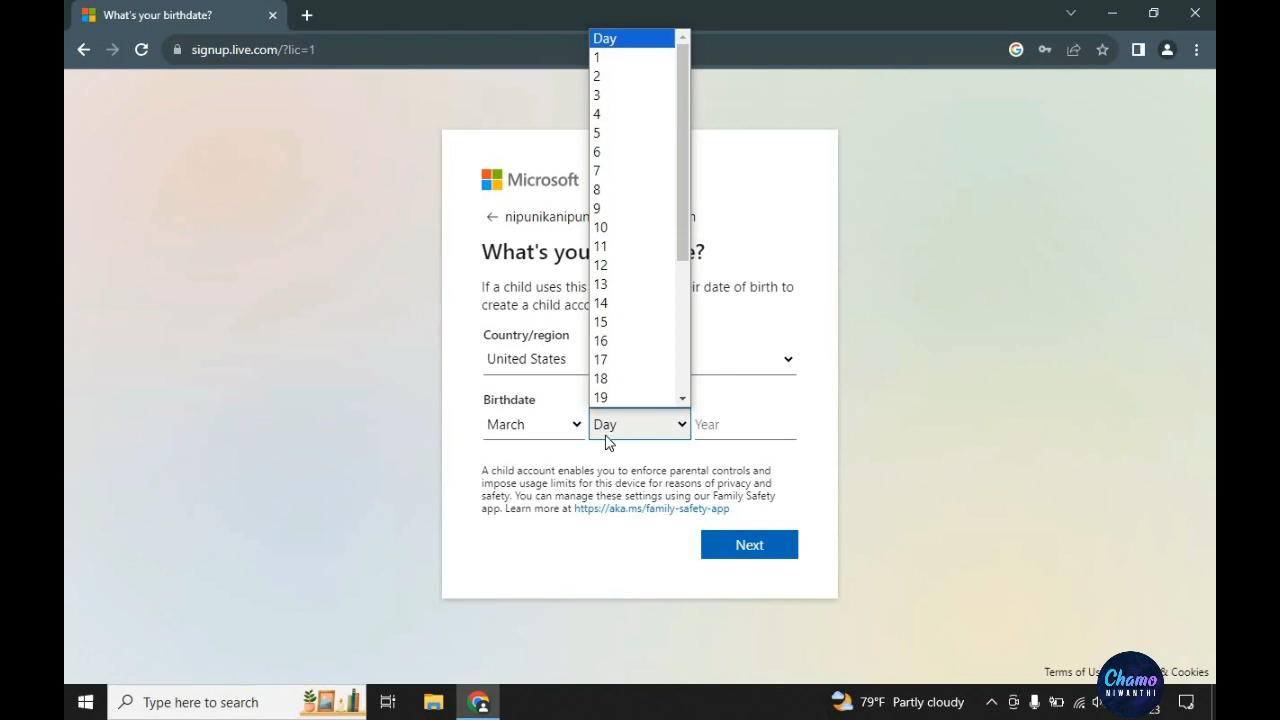 What's your birthdate?
signup.live.com/?lic=1
Day
1
2
3
4
5
6
7
8
9
10
11
12
13
14
15
16
17
18
19
Microsoft
What's
If a child uses this
date of birth to
create a child
Country/region
United States
Birthdate
March
Day
Year
A child account enables you to enforce parental controls and
impose usage limits for this device for reasons of privacy and
safety. You can manage these settings using our Family Safety
app. Learn more at https://aka.ms/family-safety-app
Next
Terms of & Cookies
Chamo
NIWANTHI
Type here to search
79°F Partly cloudy